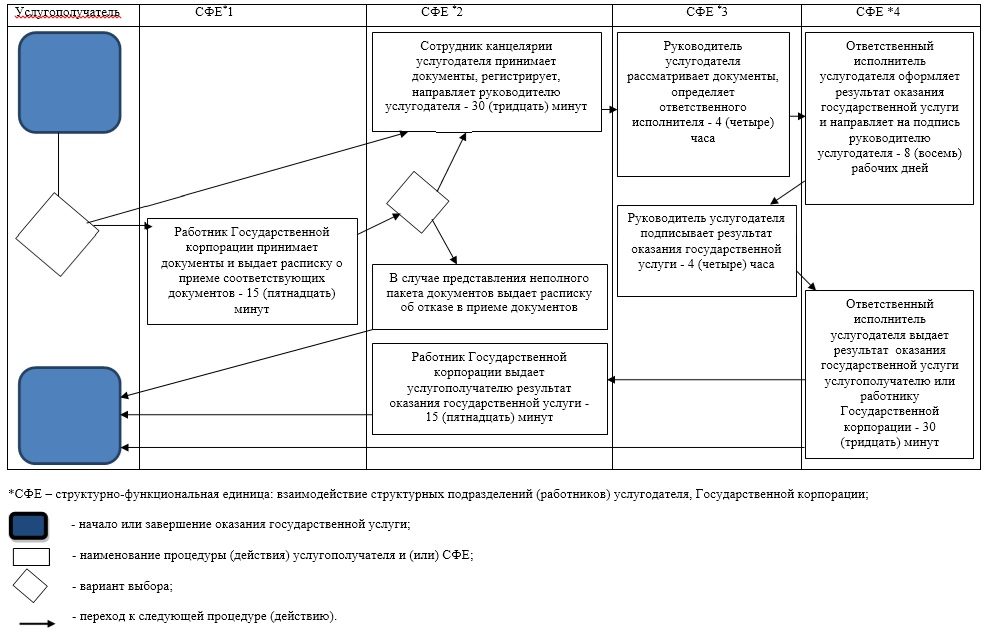 Услугополучатель
СФЕ*1
СФЕ *2
СФЕ *3
СФЕ *4
Сотрудник канцелярии
услугодателя принимает
документы, регистрирует,
направляет руководителю
услугодателя - 30 (тридцать) минут
Руководитель
услугодателя
рассматривает документы,
определяет
ответственного
исполнителя - 4 (четыре)
часа
Ответственный
исполнитель
услугодателя оформляет
результат оказания
государственной услуги
и направляет на подпись
руководителю
услугодателя - 8 (восемь)
рабочих дней
Работник Государственной
корпорации принимает
документы и выдает расписку о
приеме соответствующих
документов - 15 (пятнадцать)
минут
Руководитель услугодателя
подписывает результат
оказания государственной
услуги - 4 (четыре) часа
В случае представления неполного
пакета документов выдает расписку
об отказе в приеме документов
Работник Государственной
корпорации выдает
услугополучателю результат
оказания государственной услуги -
15 (пятнадцать) минут
Ответственный
исполнитель
услугодателя выдает
результат оказания
государственной услуги
услугополучателю или
работнику
Государственной
корпорации - 30
(тридцать) минут
*СФЕ – структурно-функциональная единица: взаимодействие структурных подразделений (работников) услугодателя, Государственной корпорации;
- начало или завершение оказания государственной услуги;
- наименование процедуры (действия) услугополучателя и (или) СФЕ;
- вариант выбора;
- переход к следующей процедуре (действию).